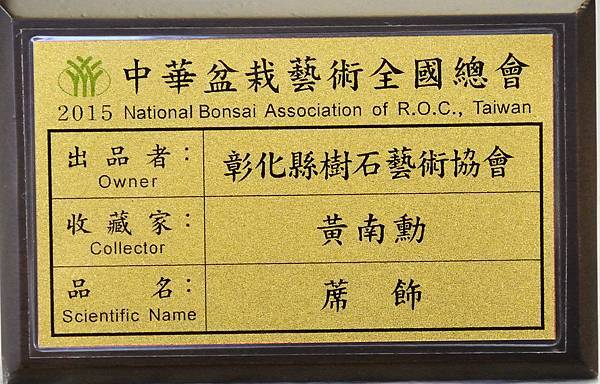 中華盆栽藝術全國總會
2015 National Bonsai Association of R.O.C., Taiwan
出品者： 彰化縣樹石藝術協會
Owner
收藏家： 黃南勳
Collector
品名： 蓆飾
Scientific Name